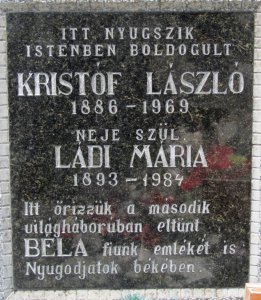 ITT NYUGSZIK
ISTENBEN BOLDOGULT
KRISTÓF LÁSZLÓ
1886 - 1969
NEJE SZÜL
LÁDI MÁRIA
1893 - 1984
Itt őrizzük a második
világháborúban eltűnt
BÉLA fiunk emlékét is
Nyugodjatok békében.